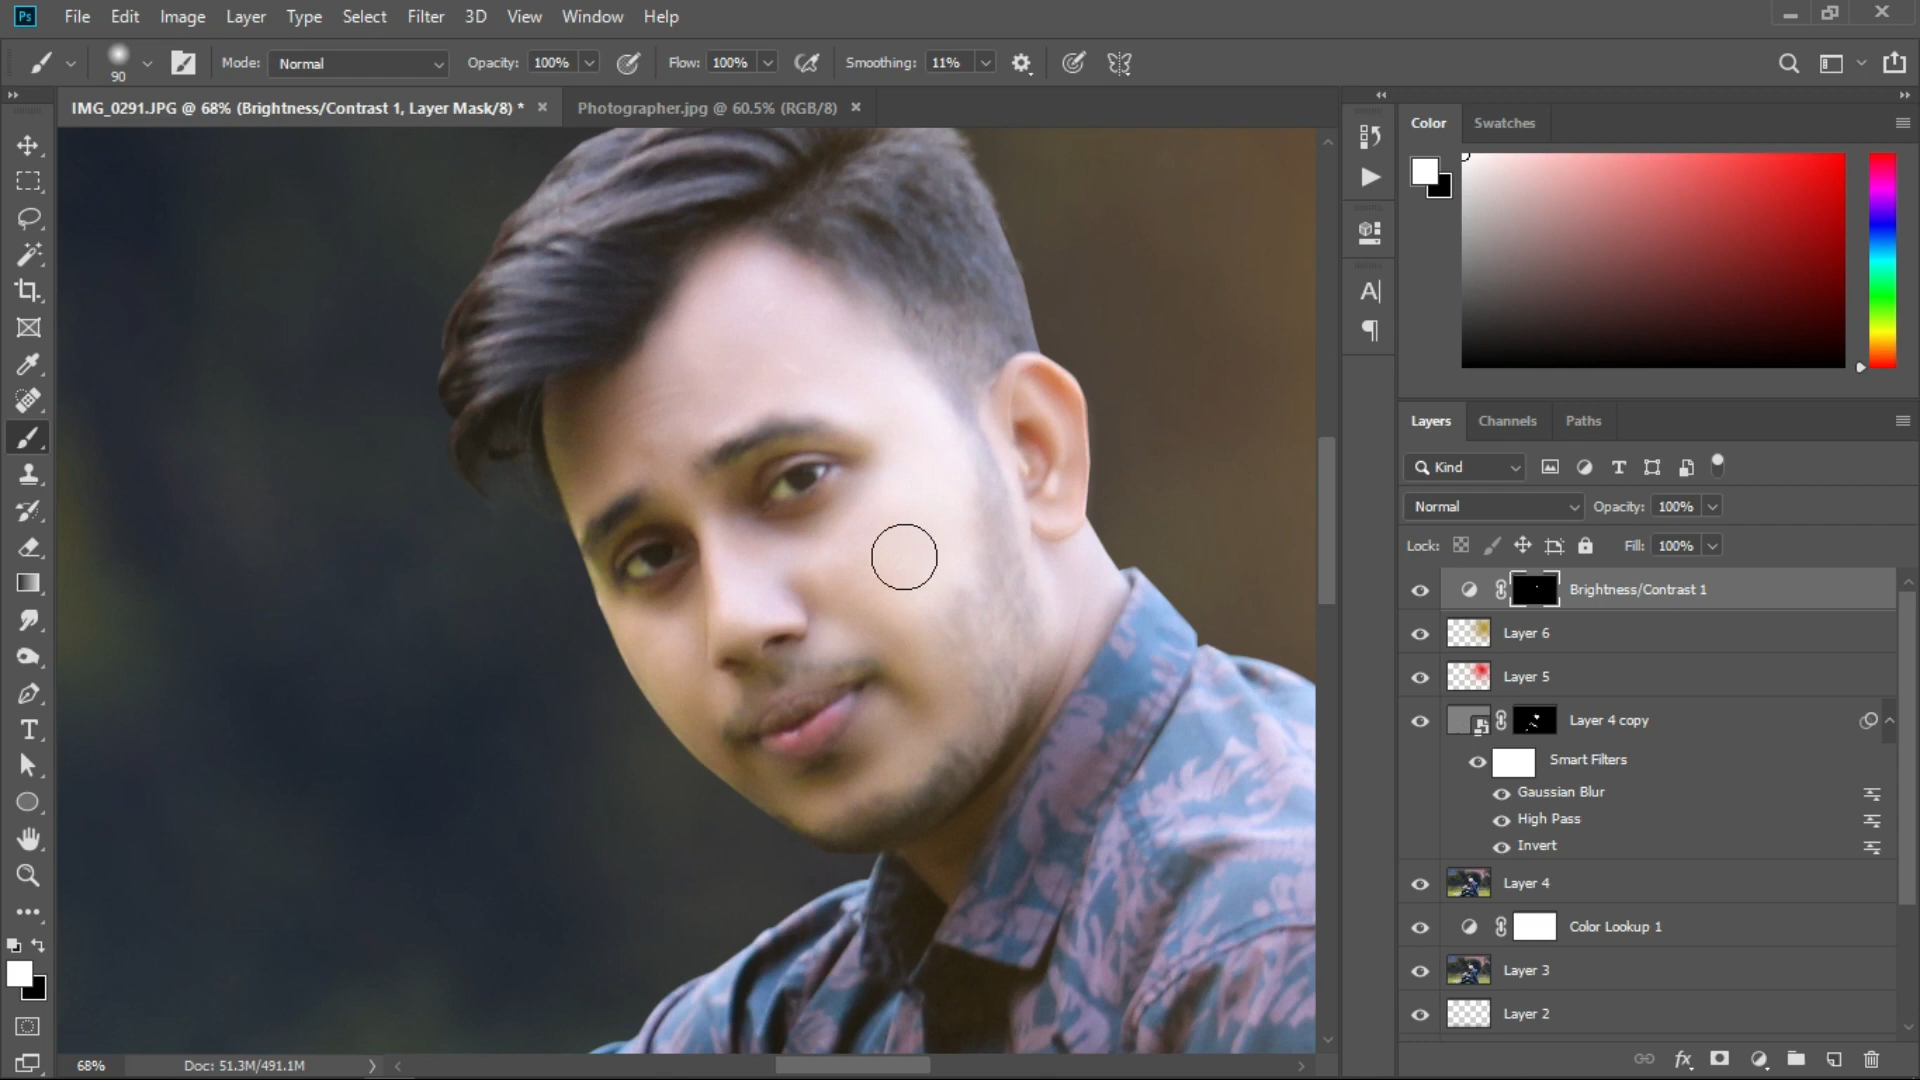 Ps File Edit Image Layer Type Select Filter 3D View Window Help
90 Mode: Normal Opacity: 100% Flow: 100% Smoothing: 11%
IMG_0291.JPG @ 68% (Brightness/Contrast 1, Layer Mask/8) * Photographer.jpg @ 60.5% (RGB/8)
Color Swatches
Layers Channels Paths
Kind
Normal Opacity: 100%
Lock: Fill: 100%
Brightness/Contrast 1
Layer 6
Layer 5
Layer 4 copy
Smart Filters
Gaussian Blur
High Pass
Invert
Layer 4
Color Lookup 1
Layer 3
Layer 2
68% Doc: 51.3M/491.1M